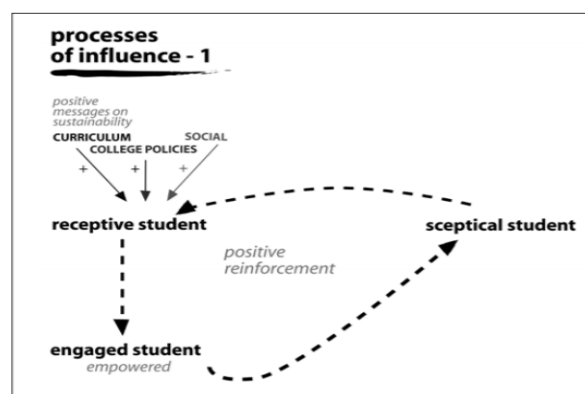 processes
of influence - 1
positive
messages on
sustainability
CURRICULUM
SOCIAL
COLLEGE POLICIES
+
+
+
receptive student
sceptical student
positive
reinforcement
engaged student
empowered